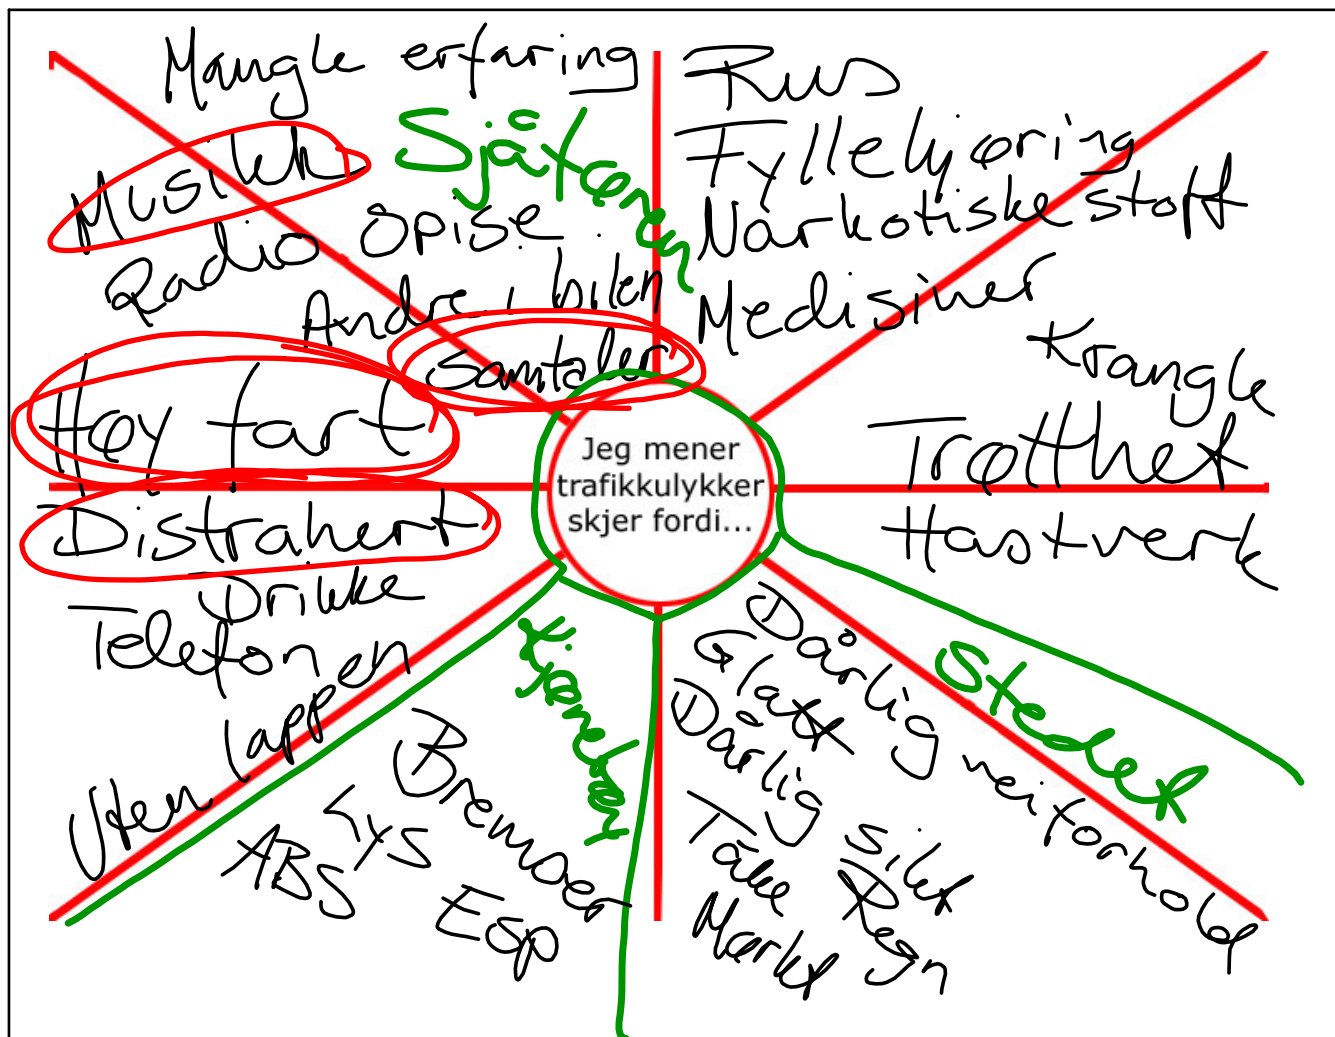 Mangle erfaring
Sjåføren
Musikk
Radio
Spise
Andre i bilen
Samtaler
Høy fart
Rus
Fyllekjøring
Narkotiske stoff
Medisiner
Krangle
Trøtthet
Hastverk
Jeg mener
trafikkulykker
skjer fordi...
Distrahert
Drikke
Telefonen
Uten lappen
Kjøretøyet
Bremser
Lys
ABS
Esp
Stedet
Dårlig veiforhold
Glatt
Dårlig sikt
Tåke
Regn
Mørkt